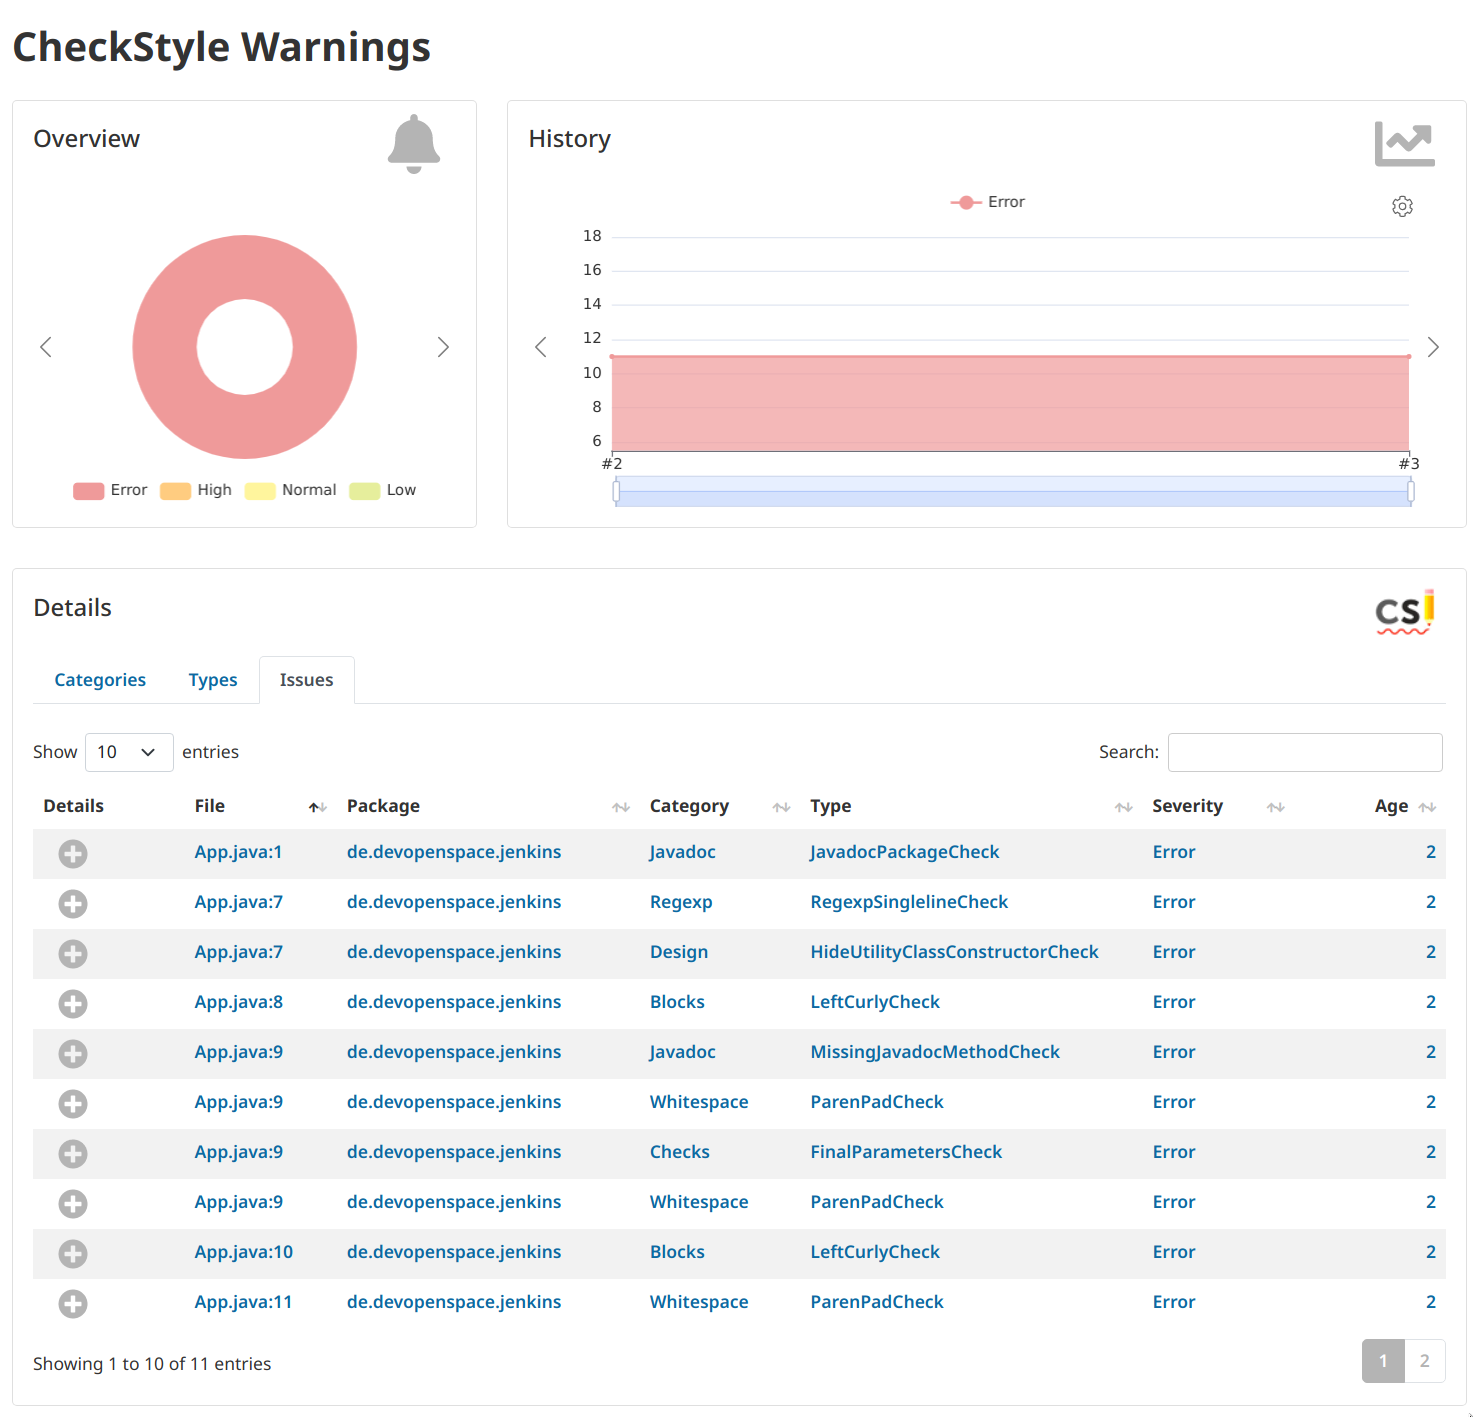 CheckStyle Warnings
Overview
Error High Normal Low
History
Error
18
16
14
12
10
8
6
#2 #3
Details
CS
Categories Types Issues
Show 10 entries Search:
Details File Package Category Type Severity Age
App.java:1 de.devopenspace.jenkins Javadoc JavadocPackageCheck Error 2
App.java:7 de.devopenspace.jenkins Regexp RegexpSinglelineCheck Error 2
App.java:7 de.devopenspace.jenkins Design HideUtilityClassConstructorCheck Error 2
App.java:8 de.devopenspace.jenkins Blocks LeftCurlyCheck Error 2
App.java:9 de.devopenspace.jenkins Javadoc MissingJavadocMethodCheck Error 2
App.java:9 de.devopenspace.jenkins Whitespace ParenPadCheck Error 2
App.java:9 de.devopenspace.jenkins Checks FinalParametersCheck Error 2
App.java:9 de.devopenspace.jenkins Whitespace ParenPadCheck Error 2
App.java:10 de.devopenspace.jenkins Blocks LeftCurlyCheck Error 2
App.java:11 de.devopenspace.jenkins Whitespace ParenPadCheck Error 2
Showing 1 to 10 of 11 entries 1 2